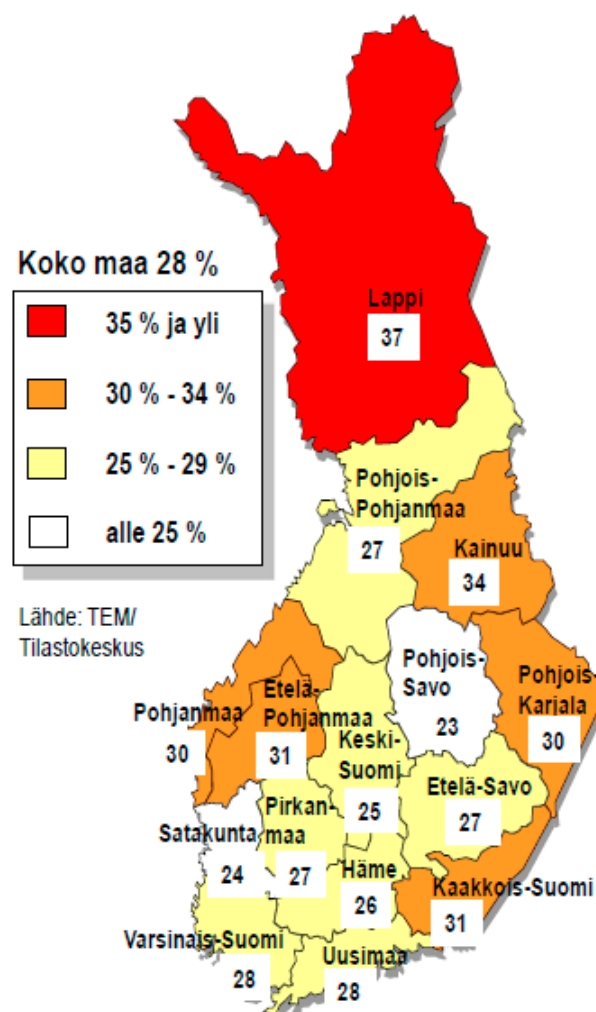 Koko maa 28 %
35 % ja yli
30 % - 34 %
25 % - 29 %
alle 25 %
Lähde: TEM/
Tilastokeskus
Lappi
37
Pohjois-
Pohjanmaa
27
Kainuu
34
Pohjois-
Savo
23
Pohjois-
Karjala
30
Pohjanmaa
30
Etelä-
Pohjanmaa
31
Keski-
Suomi
25
Etelä-Savo
27
Satakunta
24
Pirkan-
maa
27
Häme
26
Kaakkois-Suomi
31
Varsinais-Suomi
28
Uusimaa
28